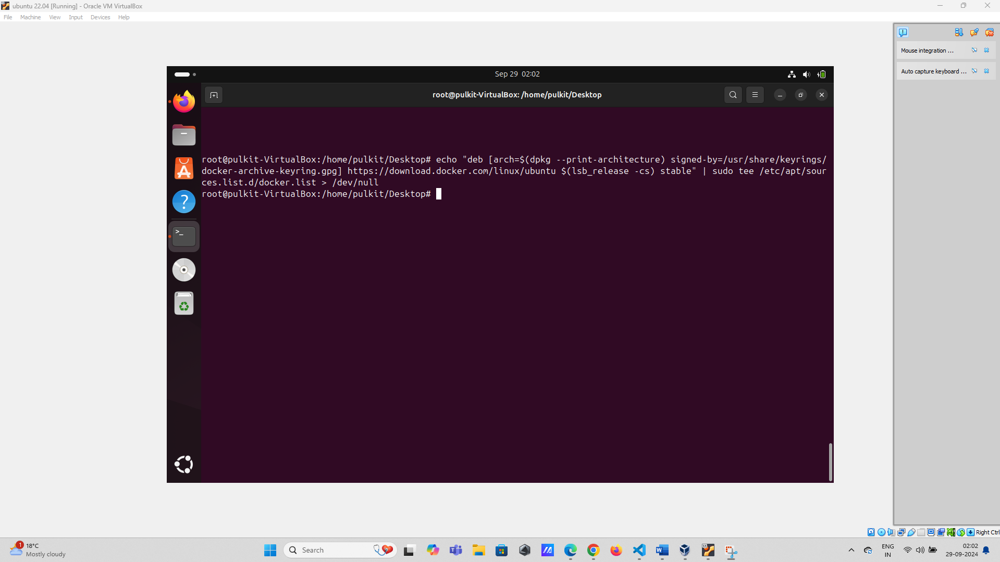 ubuntu 22.04 [Running] - Oracle VM VirtualBox
File Machine View Input Devices Help
Mouse integration ...
Auto capture keyboard ...
Sep 29 02:02
root@pulkit-VirtualBox: /home/pulkit/Desktop
root@pulkit-VirtualBox:/home/pulkit/Desktop# echo "deb [arch=$(dpkg --print-architecture) signed-by=/usr/share/keyrings/
docker-archive-keyring.gpg] https://download.docker.com/linux/ubuntu $(lsb_release -cs) stable" | sudo tee /etc/apt/sour
ces.list.d/docker.list > /dev/null
root@pulkit-VirtualBox:/home/pulkit/Desktop#
Right Ctrl
1
18°C
Mostly cloudy
Search
ENG
IN
02:02
29-09-2024